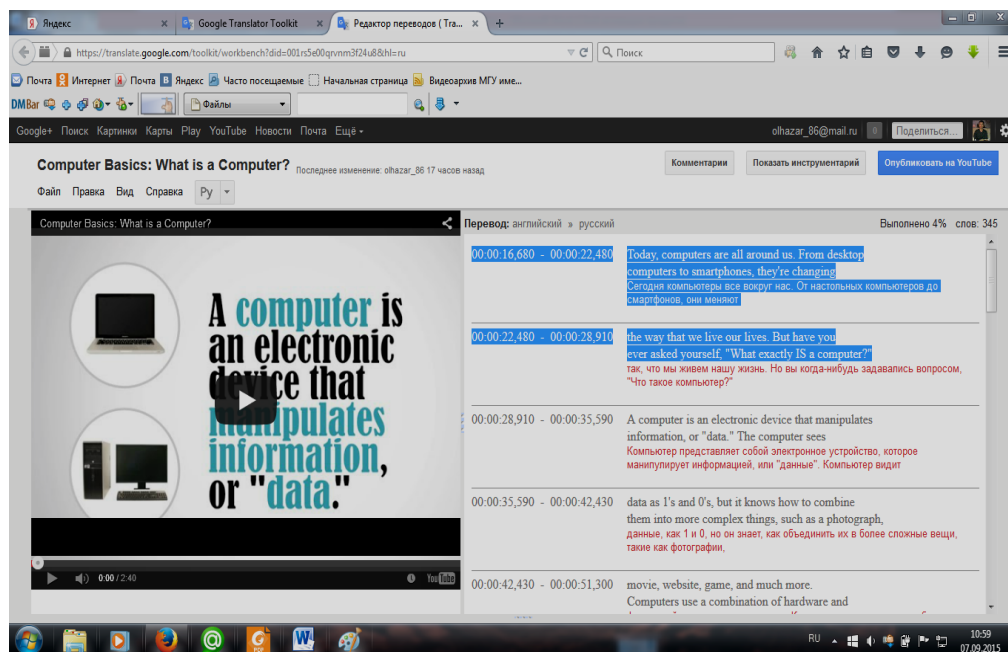 Яндекс
Google Translator Toolkit
Редактор переводов ( Tra...
https://translate.google.com/toolkit/workbench?did=001rs5e00qrvnm3f24u8&hl=ru
Поиск
Почта Интернет Почта Яндекс Часто посещаемые Начальная страница Видеоархив МГУ име...
DMBar Файлы
Google+ Поиск Картинки Карты Play YouTube Новости Почта Ещё
olhazar_86@mail.ru 0 Поделиться...
Computer Basics: What is a Computer? Последнее изменение: olhazar_86 17 часов назад
Комментарии Показать инструментарий Опубликовать на YouTube
Файл Правка Вид Справка Ру
Computer Basics: What is a Computer?
A computer is
an electronic
device that
manipulates
information,
or "data."
0:00 / 2:40 YouTube
Перевод: английский » русский Выполнено 4% слов: 345
00:00:16,680 - 00:00:22,480 Today, computers are all around us. From desktop
computers to smartphones, they're changing
Сегодня компьютеры все вокруг нас. От настольных компьютеров до
смартфонов, они меняют
00:00:22,480 - 00:00:28,910 the way that we live our lives. But have you
ever asked yourself, "What exactly IS a computer?"
так, что мы живем нашу жизнь. Но вы когда-нибудь задавались вопросом,
"Что такое компьютер?"
00:00:28,910 - 00:00:35,590 A computer is an electronic device that manipulates
information, or "data." The computer sees
Компьютер представляет собой электронное устройство, которое
манипулирует информацией, или "данные". Компьютер видит
00:00:35,590 - 00:00:42,430 data as 1's and 0's, but it knows how to combine
them into more complex things, such as a photograph,
данные, как 1 и 0, но он знает, как объединить их в более сложные вещи,
такие как фотографии,
00:00:42,430 - 00:00:51,300 movie, website, game, and much more.
Computers use a combination of hardware and
RU
10:59
07.09.2015